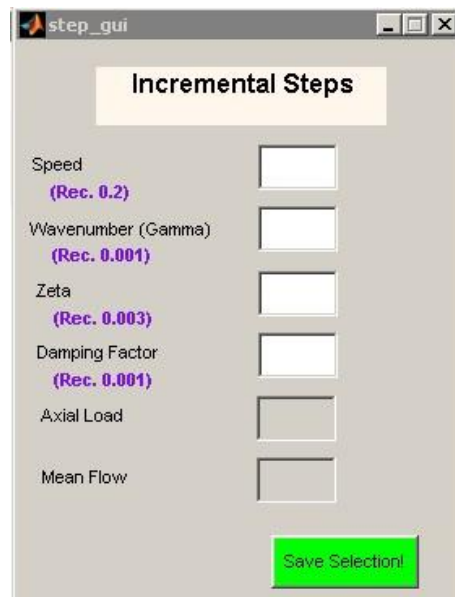 step_gui
Incremental Steps
Speed
(Rec. 0.2)
Wavenumber (Gamma)
(Rec. 0.001)
Zeta
(Rec. 0.003)
Damping Factor
(Rec. 0.001)
Axial Load
Mean Flow
Save Selection!